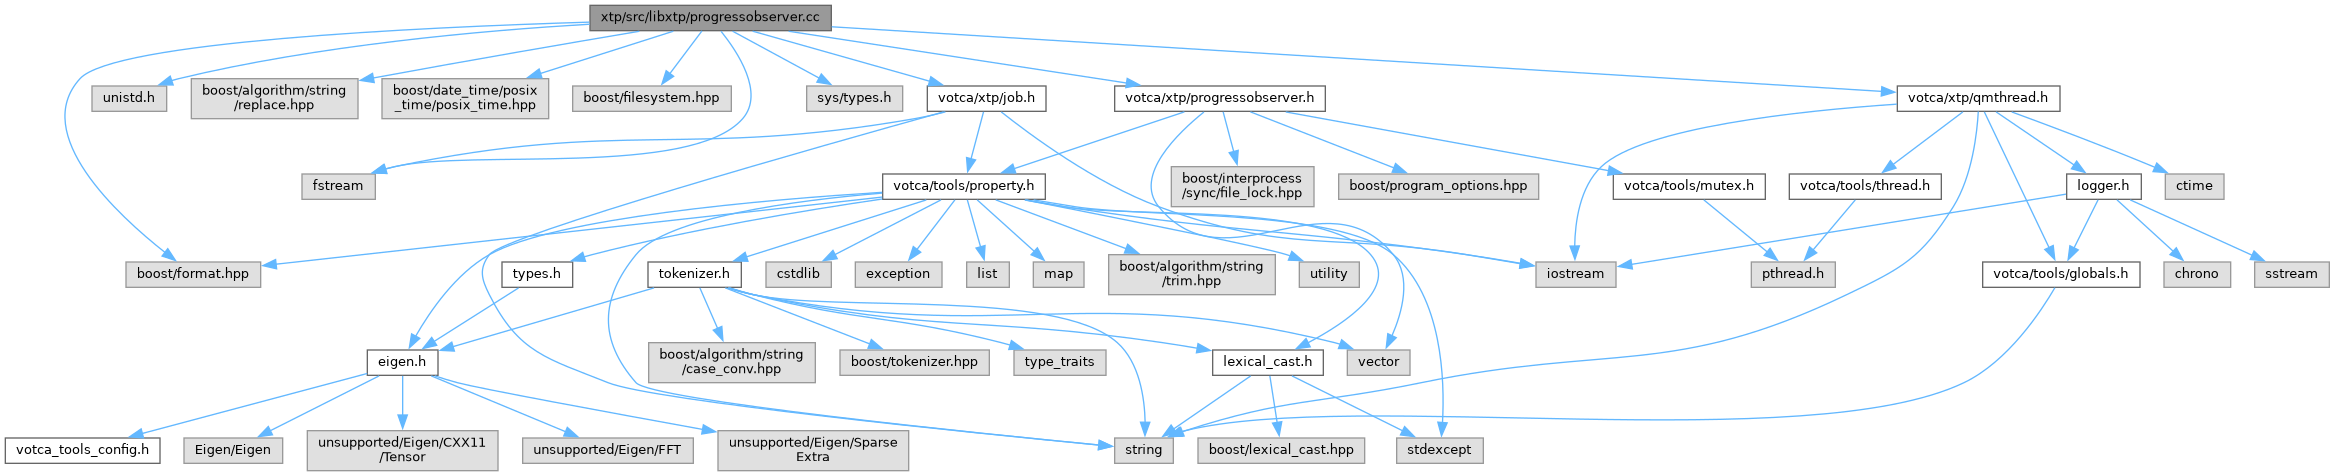 xtp/src/libxtp/progressobserver.cc
unistd.h
boost/algorithm/string
/replace.hpp
boost/date_time/posix
_time/posix_time.hpp
boost/filesystem.hpp
sys/types.h
votca/xtp/job.h
votca/xtp/progressobserver.h
votca/xtp/qmthread.h
fstream
votca/tools/property.h
boost/interprocess
/sync/file_lock.hpp
boost/program_options.hpp
votca/tools/mutex.h
votca/tools/thread.h
logger.h
ctime
boost/format.hpp
types.h
tokenizer.h
cstdlib
exception
list
map
boost/algorithm/string
/trim.hpp
utility
iostream
pthread.h
votca/tools/globals.h
chrono
sstream
eigen.h
boost/algorithm/string
/case_conv.hpp
boost/tokenizer.hpp
type_traits
lexical_cast.h
vector
votca_tools_config.h
Eigen/Eigen
unsupported/Eigen/CXX11
/Tensor
unsupported/Eigen/FFT
unsupported/Eigen/Sparse
Extra
string
boost/lexical_cast.hpp
stdexcept